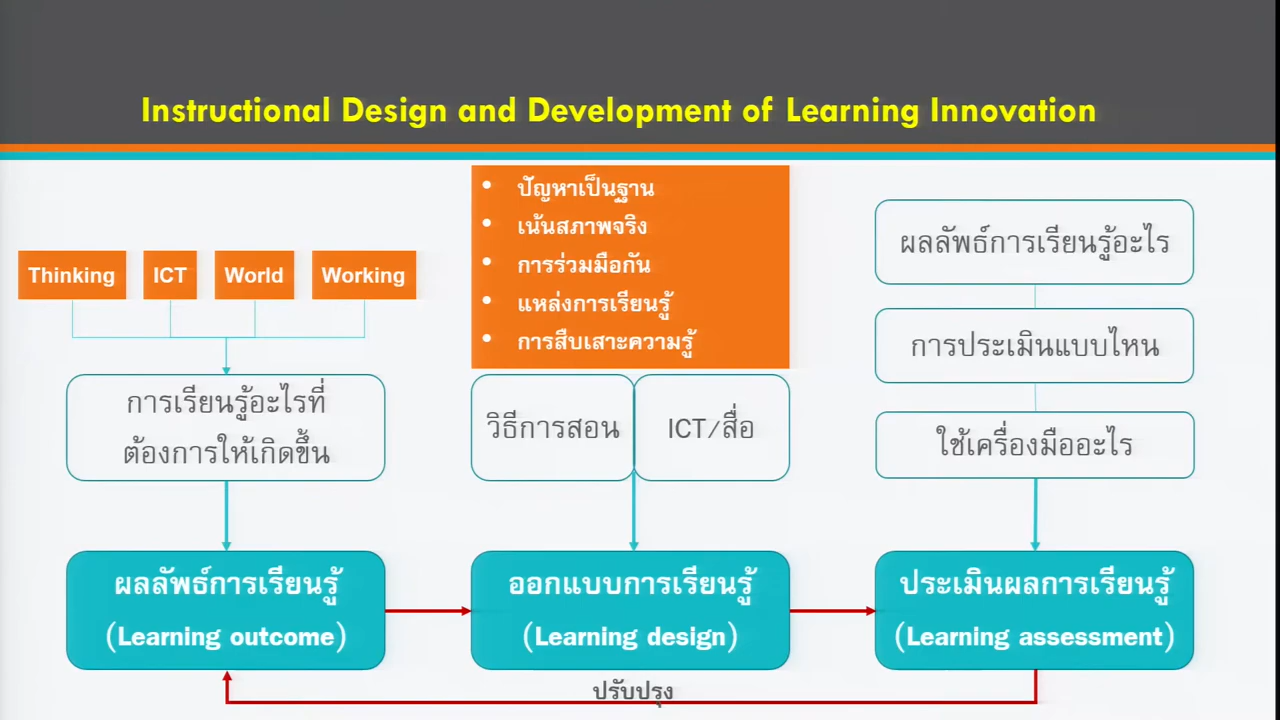 Instructional Design and Development of Learning Innovation
Thinking
ICT
World
Working
การเรียนรู้อะไรที่
ต้องการให้เกิดขึ้น
ผลลัพธ์การเรียนรู้
(Learning outcome)
• ปัญหาเป็นฐาน
• เน้นสภาพจริง
• การร่วมมือกัน
• แหล่งการเรียนรู้
• การสืบเสาะความรู้
วิธีการสอน
ICT/สื่อ
ออกแบบการเรียนรู้
(Learning design)
ผลลัพธ์การเรียนรู้อะไร
การประเมินแบบไหน
ใช้เครื่องมืออะไร
ประเมินผลการเรียนรู้
(Learning assessment)
ปรับปรุง